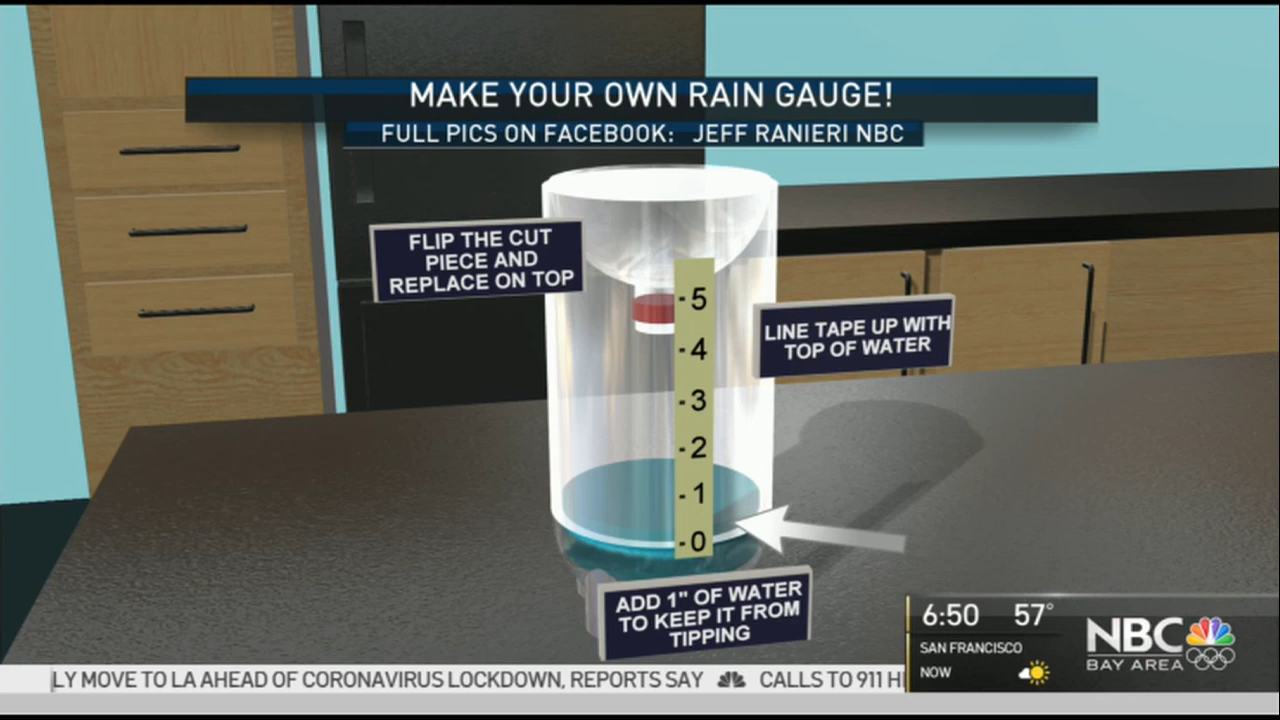 MAKE YOUR OWN RAIN GAUGE!
FULL PICS ON FACEBOOK: JEFF RANIERI NBC
FLIP THE CUT
PIECE AND
REPLACE ON TOP
-5
-4
-3
-2
-1
-0
LINE TAPE UP WITH
TOP OF WATER
ADD 1" OF WATER
TO KEEP IT FROM
TIPPING
6:50 57°
SAN FRANCISCO
NOW
NBC
BAY AREA
LY MOVE TO LA AHEAD OF CORONAVIRUS LOCKDOWN, REPORTS SAY CALLS TO 911 H